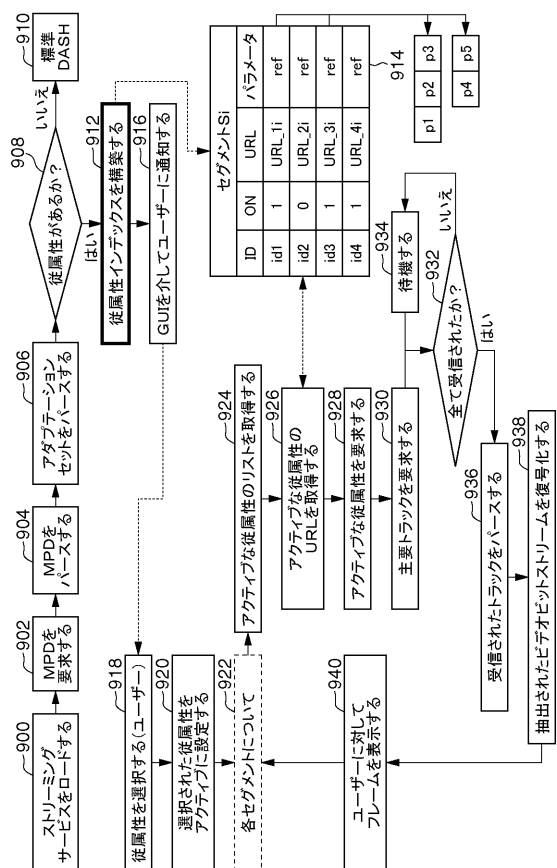 900
ストリーミング
サービスをロードする
902
MPDを
要求する
904
MPDを
パースする
906
アダプテーション
セットをパースする
908
従属性があるか？
いいえ
はい
910
標準
DASH
912
従属性インデックスを構築する
916
GUIを介してユーザーに通知する
918
従属性を選択する（ユーザー）
920
選択された従属性を
アクティブに設定する
922
各セグメントについて
924
アクティブな従属性のリストを取得する
926
アクティブな従属性の
URLを取得する
928
アクティブな従属性を要求する
930
主要トラックを要求する
932
全て受信されたか？
いいえ
はい
934
待機する
936
受信されたトラックをパースする
938
抽出されたビデオビットストリームを復号化する
940
ユーザーに対して
フレームを表示する
914
セグメントSi
ID ON URL パラメータ
id1 1 URL_1i ref
id2 0 URL_2i ref
id3 1 URL_3i ref
id4 1 URL_4i ref
p1 p2 p3
p4 p5